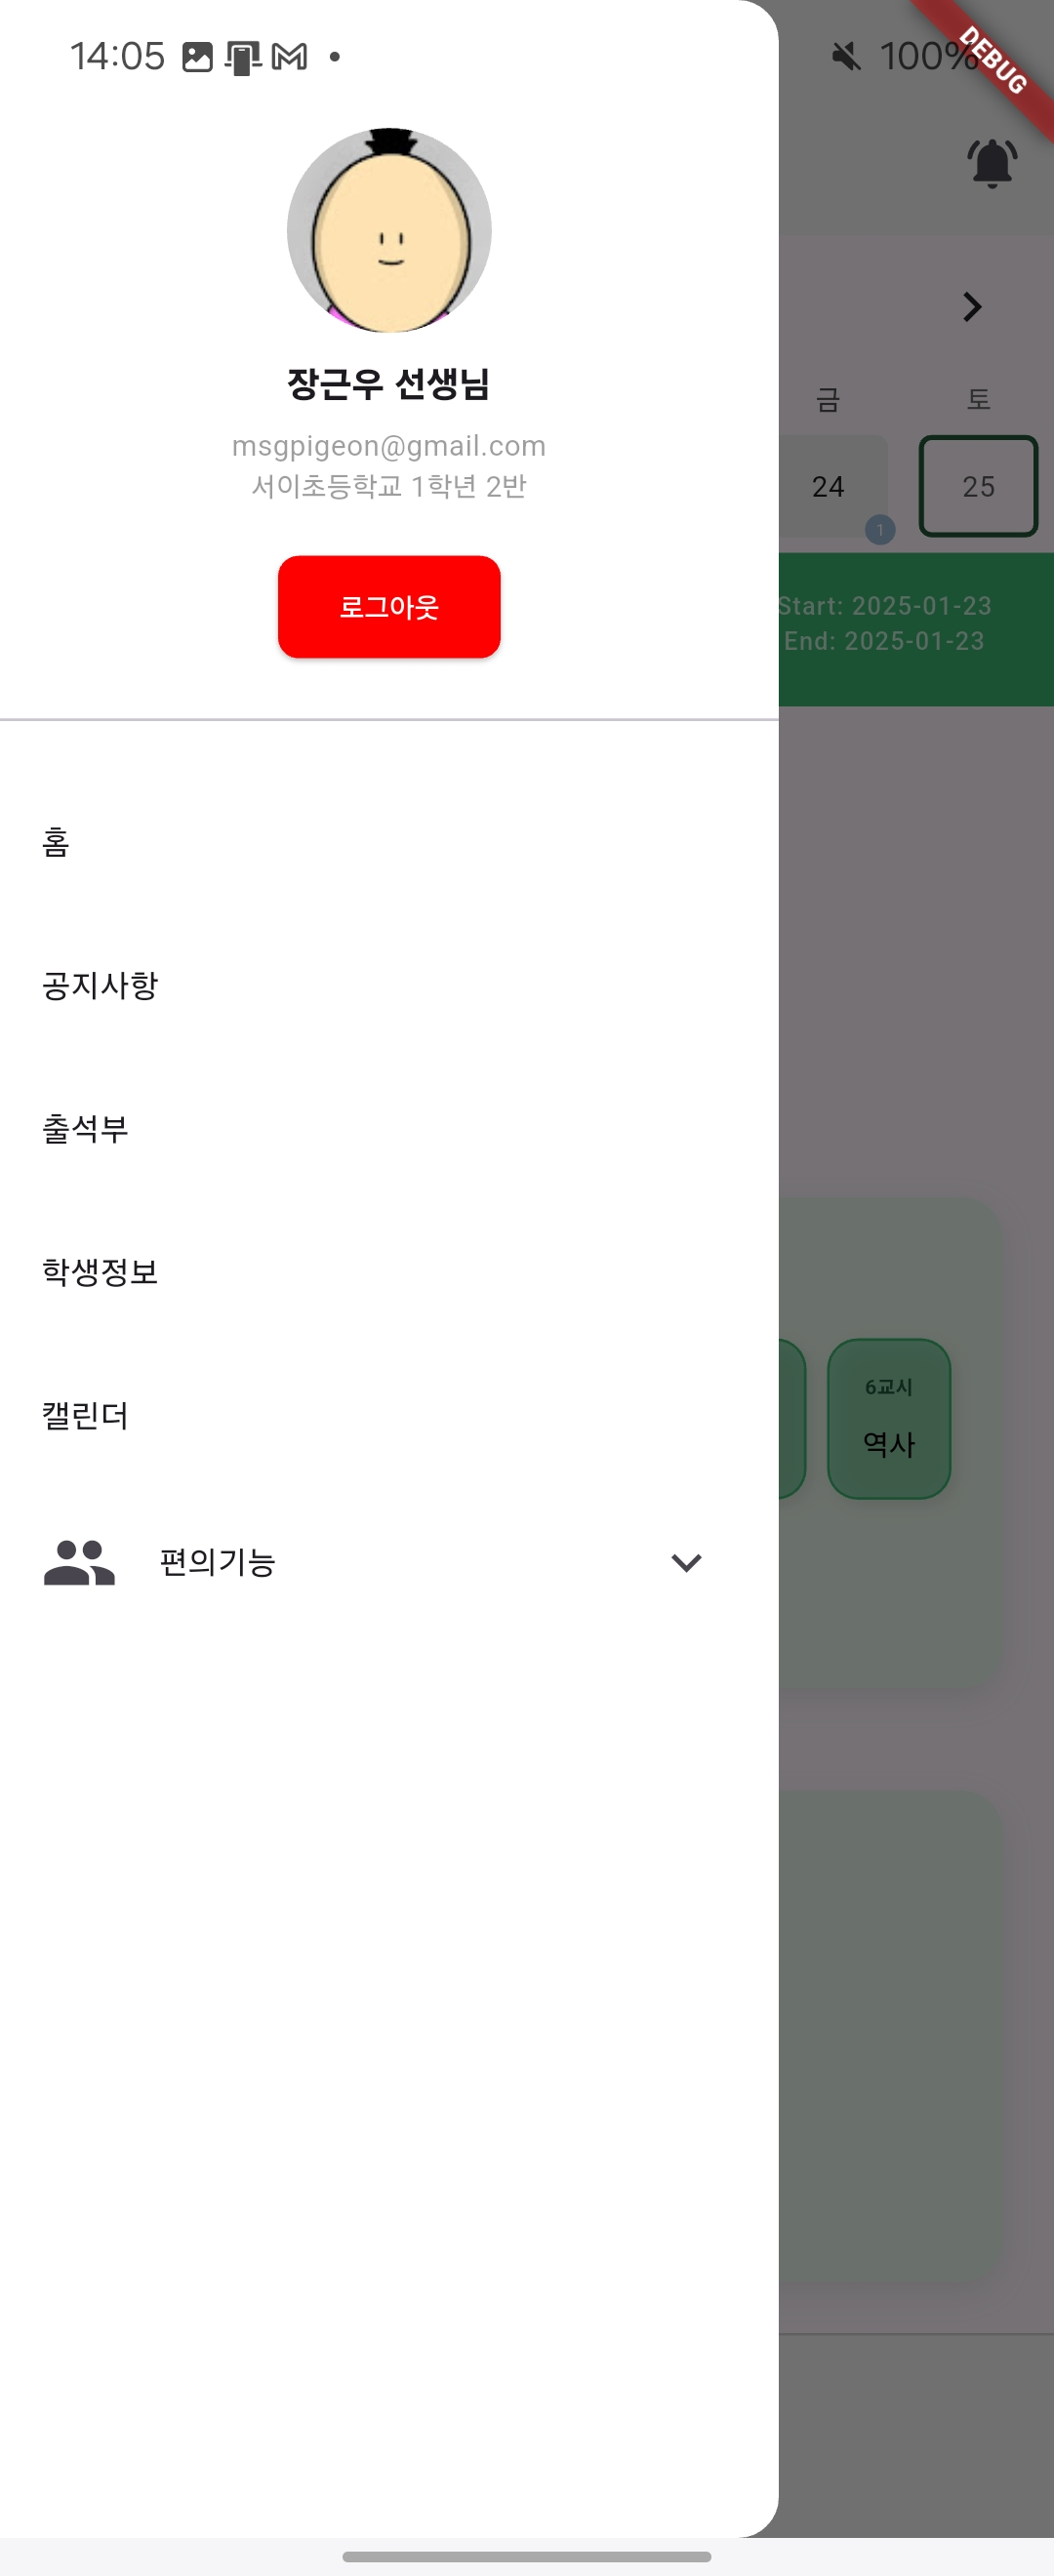 14:05
100%
DEBUG
장근우 선생님
msgpigeon@gmail.com
서이초등학교 1학년 2반
로그아웃
금
토
24
25
1
Start: 2025-01-23
End: 2025-01-23
홈
공지사항
출석부
학생정보
캘린더
편의기능
6교시
역사